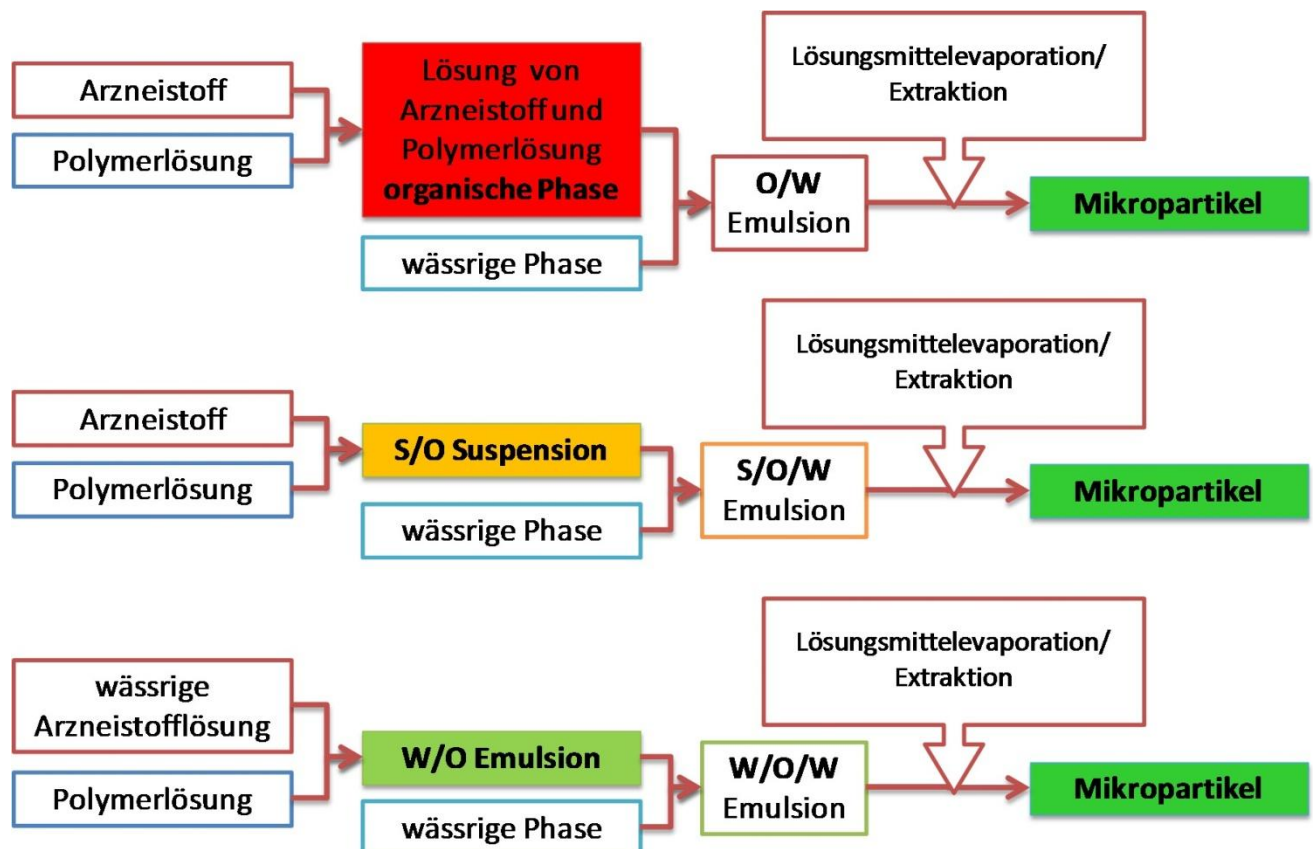 Arzneistoff
Polymerlösung
Lösung von
Arzneistoff und
Polymerlösung
organische Phase
wässrige Phase
O/W
Emulsion
Lösungsmittelevaporation/
Extraktion
Mikropartikel
Arzneistoff
Polymerlösung
S/O Suspension
wässrige Phase
S/O/W
Emulsion
Lösungsmittelevaporation/
Extraktion
Mikropartikel
wässrige
Arzneistofflösung
Polymerlösung
W/O Emulsion
wässrige Phase
W/O/W
Emulsion
Lösungsmittelevaporation/
Extraktion
Mikropartikel